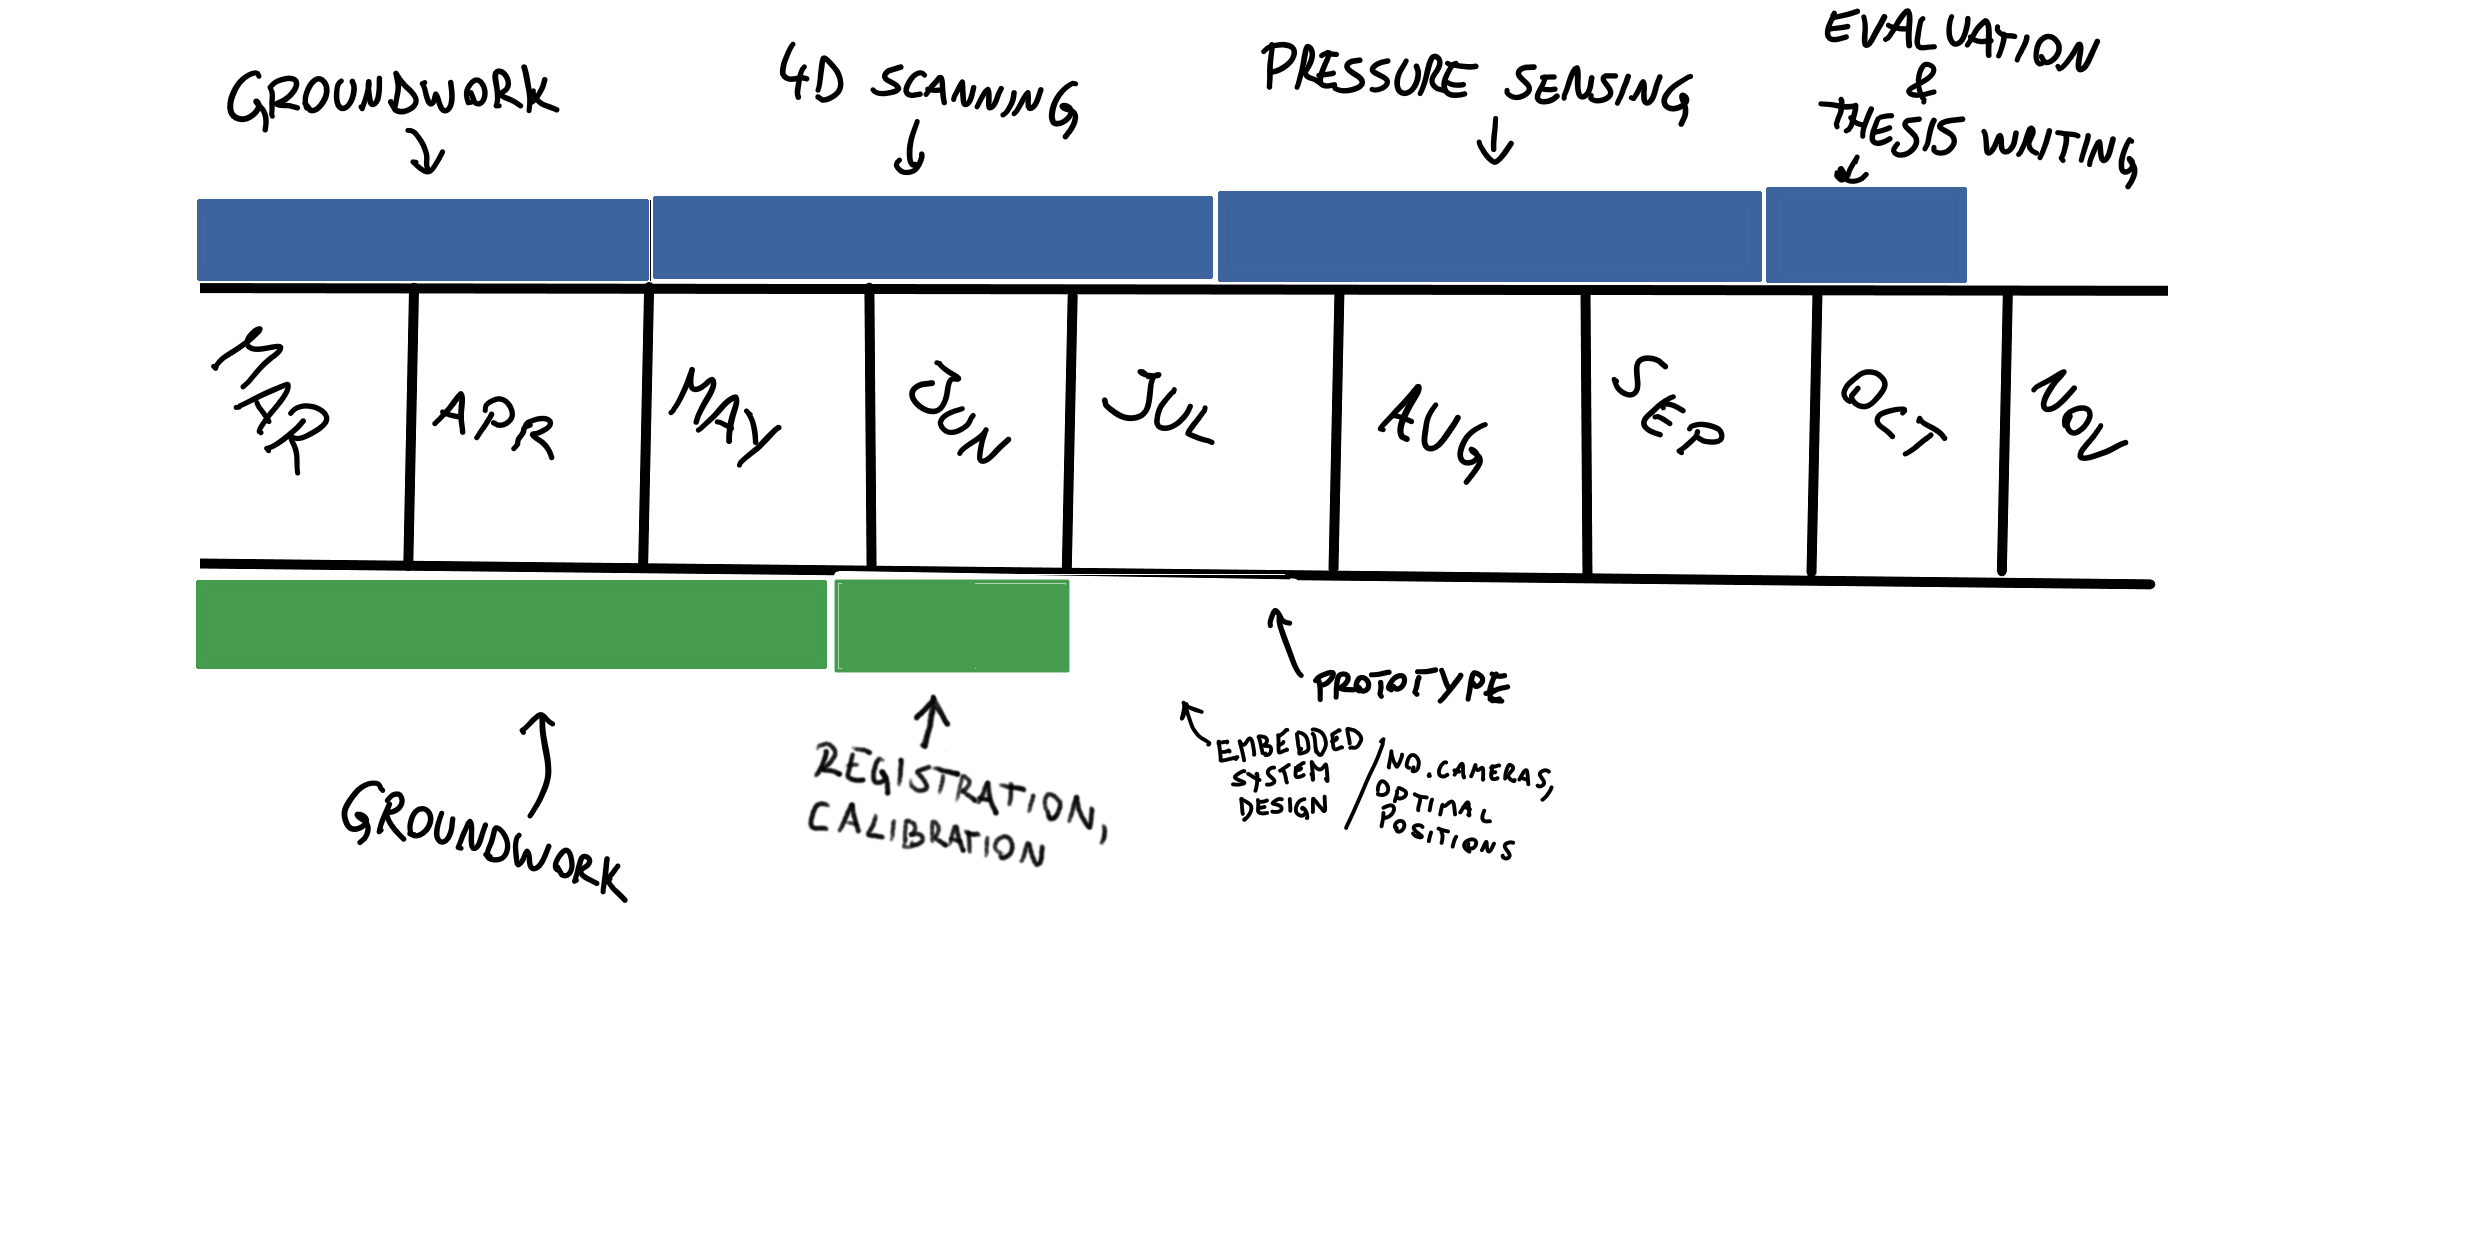 GROUNDWORK
4D SCANNING
PRESSURE SENSING
EVALUATION
&
THESIS WRITING
MAR
APR
MAY
JUN
JUL
AUG
SEP
OCT
NOV
GROUNDWORK
REGISTRATION,
CALIBRATION
PROTOTYPE
EMBEDDED
SYSTEM
DESIGN
/
NO. CAMERAS,
OPTIMAL
POSITIONS